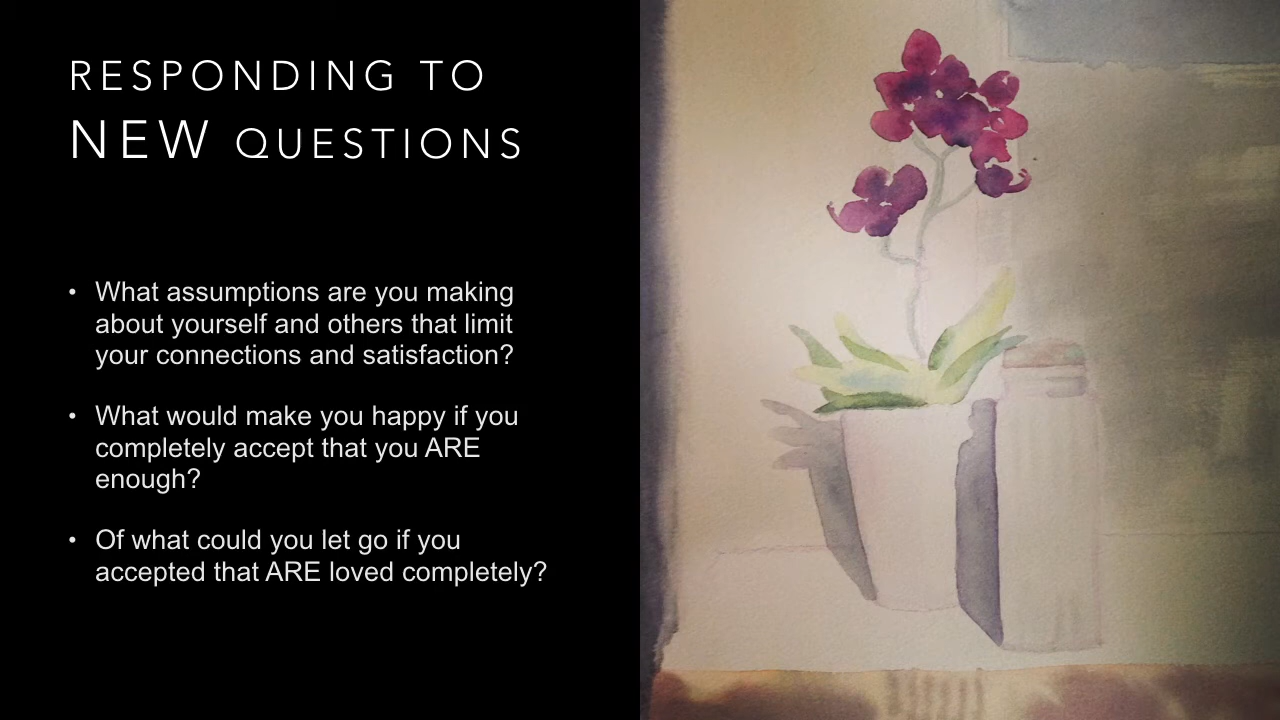 RESPONDING TO
NEW QUESTIONS
• What assumptions are you making
about yourself and others that limit
your connections and satisfaction?
• What would make you happy if you
completely accept that you ARE
enough?
• Of what could you let go if you
accepted that ARE loved completely?